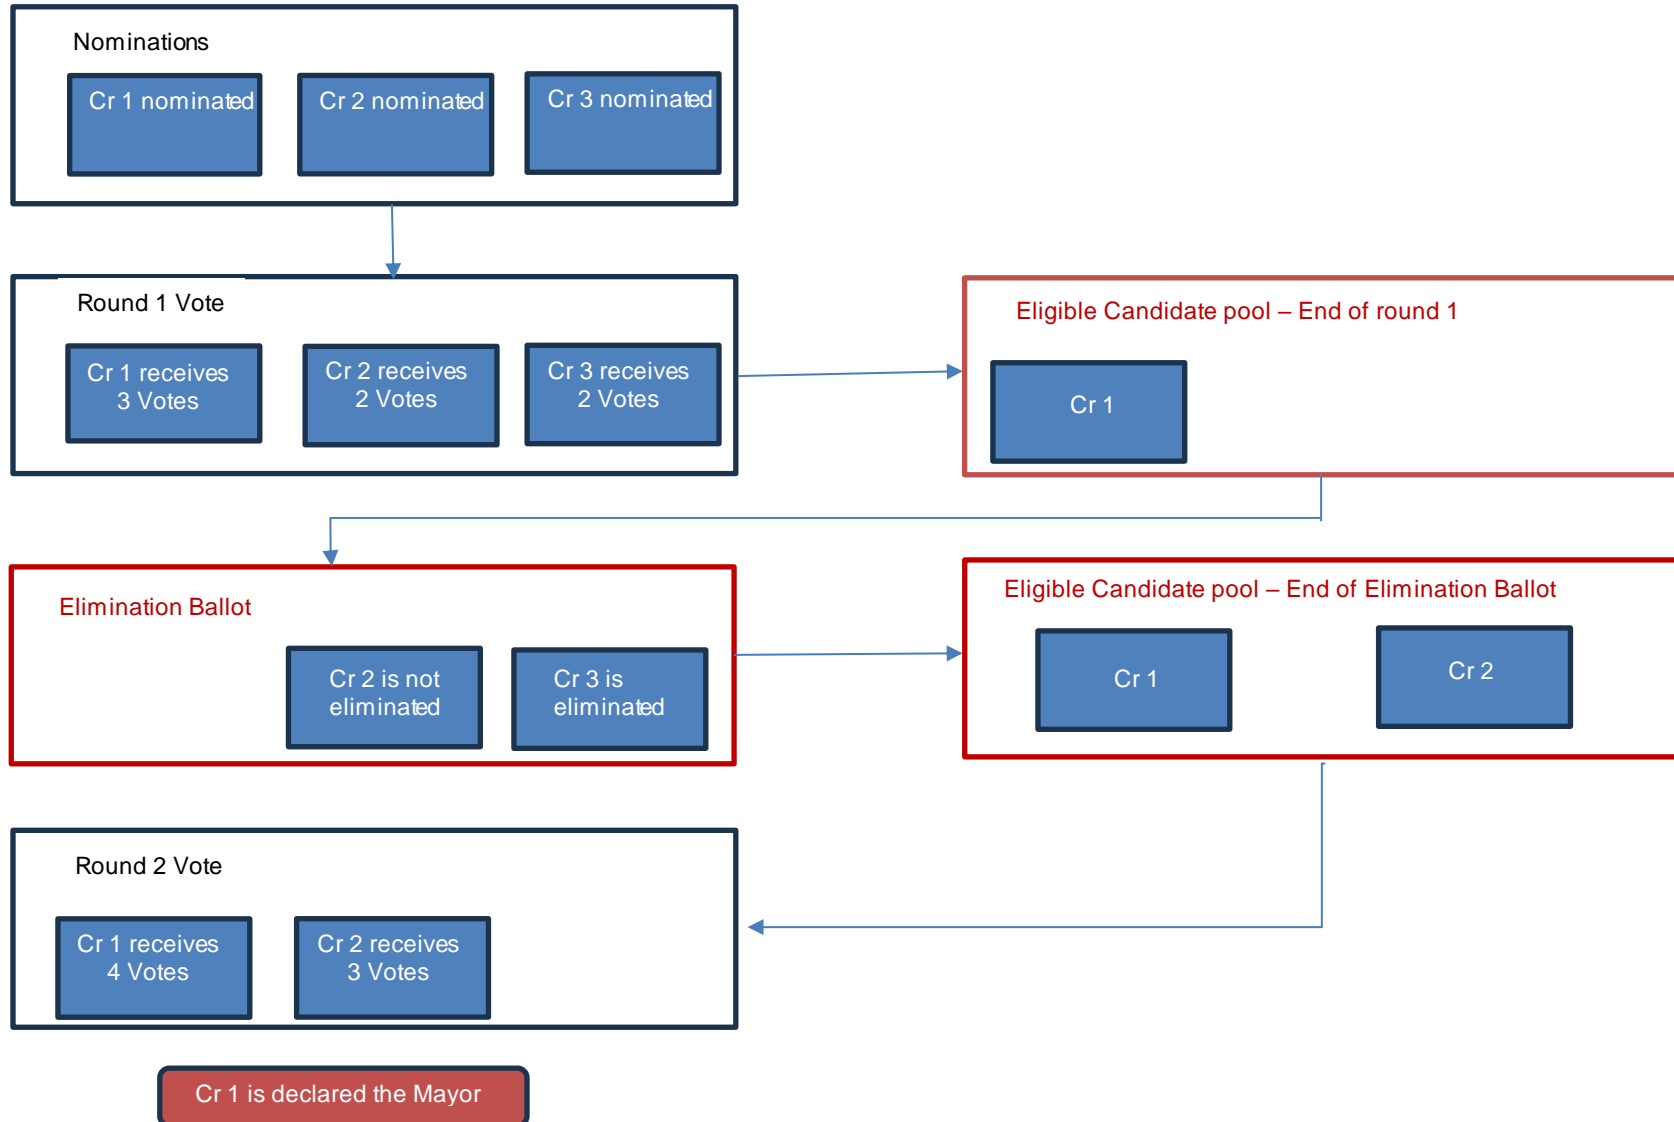 Nominations
Cr 1 nominated
Cr 2 nominated
Cr 3 nominated
Round 1 Vote
Cr 1 receives
3 Votes
Cr 2 receives
2 Votes
Cr 3 receives
2 Votes
Eligible Candidate pool – End of round 1
Cr 1
Elimination Ballot
Cr 2 is not
eliminated
Cr 3 is
eliminated
Eligible Candidate pool – End of Elimination Ballot
Cr 1
Cr 2
Round 2 Vote
Cr 1 receives
4 Votes
Cr 2 receives
3 Votes
Cr 1 is declared the Mayor